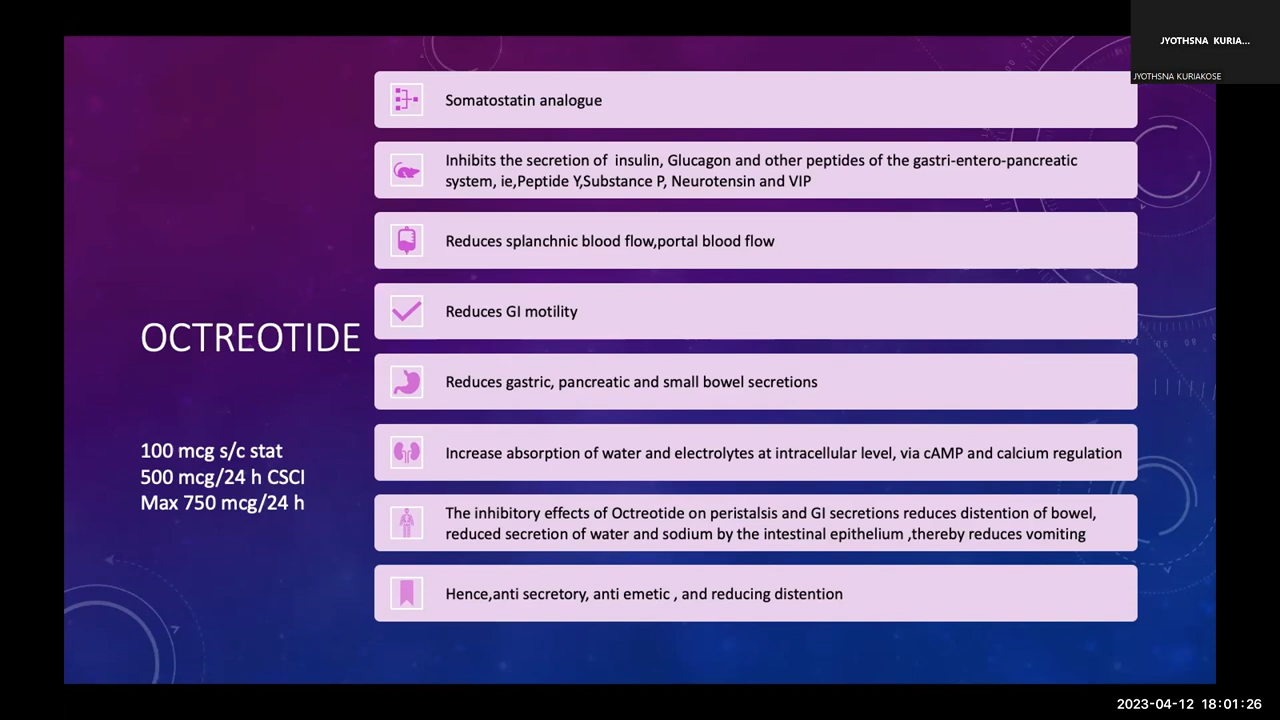 JYOTHSNA KURIA...
JYOTHSNA KURIAKOSE
Somatostatin analogue
Inhibits the secretion of  insulin, Glucagon and other peptides of the gastri-entero-pancreatic
system, ie,Peptide Y,Substance P, Neurotensin and VIP
Reduces splanchnic blood flow,portal blood flow
Reduces GI motility
OCTREOTIDE
Reduces gastric, pancreatic and small bowel secretions
100 mcg s/c stat
500 mcg/24 h CSCI
Max 750 mcg/24 h
Increase absorption of water and electrolytes at intracellular level, via cAMP and calcium regulation
The inhibitory effects of Octreotide on peristalsis and GI secretions reduces distention of bowel,
reduced secretion of water and sodium by the intestinal epithelium ,thereby reduces vomiting
Hence,anti secretory, anti emetic , and reducing distention
2023-04-12 18:01:26